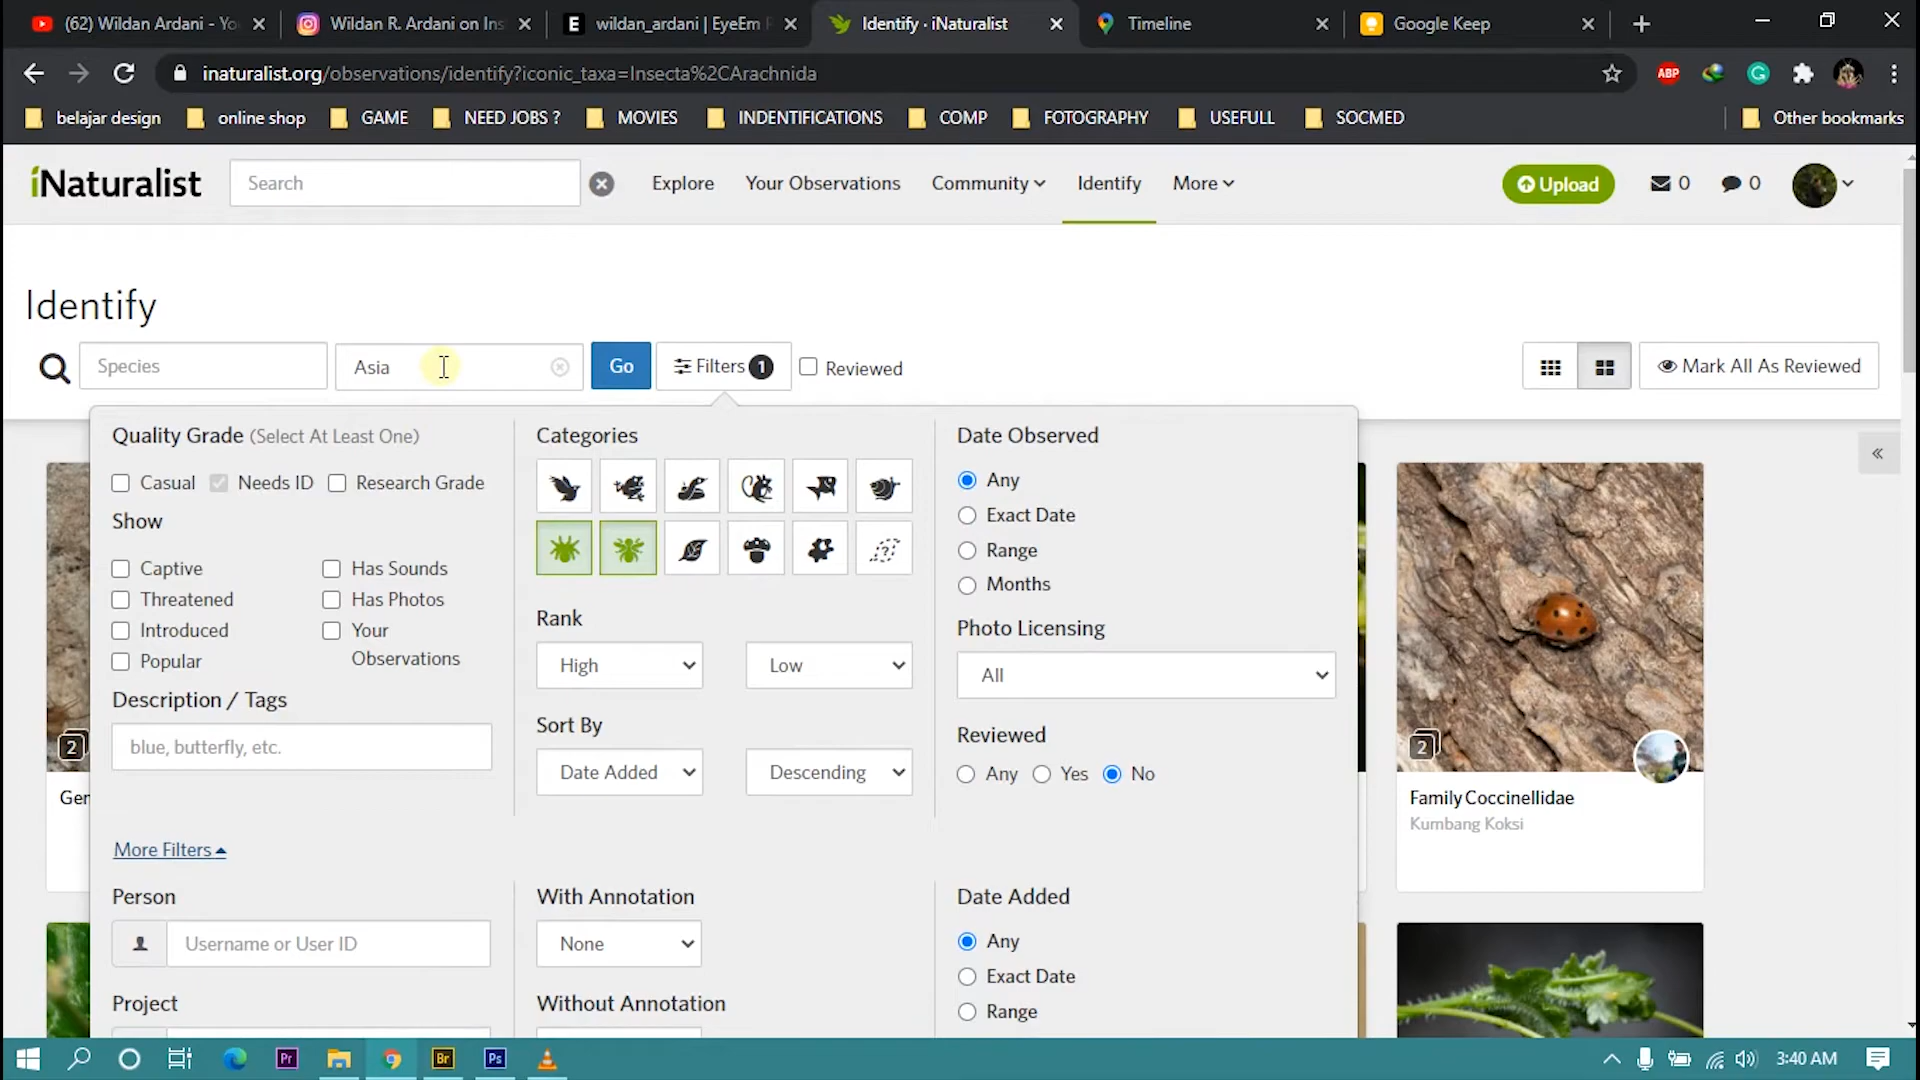 (62) Wildan Ardani - Yo
Wildan R. Ardani on Ins
wildan_ardani | EyeEm
Identify · iNaturalist
Timeline
Google Keep
inaturalist.org/observations/identify?iconic_taxa=Insecta%2CArachnida
ABP
belajar design
online shop
GAME
NEED JOBS ?
MOVIES
INDENTIFICATIONS
COMP
FOTOGRAPHY
USEFULL
SOCMED
Other bookmarks
iNaturalist
Search
Explore
Your Observations
Community
Identify
More
Upload
0
0
Identify
Species
Asia
Go
Filters 1
Reviewed
Mark All As Reviewed
Quality Grade (Select At Least One)
Casual
Needs ID
Research Grade
Show
Captive
Has Sounds
Threatened
Has Photos
Introduced
Your
Observations
Popular
Description / Tags
blue, butterfly, etc.
More Filters
Person
Username or User ID
Project
Categories
Rank
High
Low
Sort By
Date Added
Descending
With Annotation
None
Without Annotation
Date Observed
Any
Exact Date
Range
Months
Photo Licensing
All
Reviewed
Any
Yes
No
Date Added
Any
Exact Date
Range
2
Gen
2
Family Coccinellidae
Kumbang Koksi
Pr
Br
Ps
3:40 AM